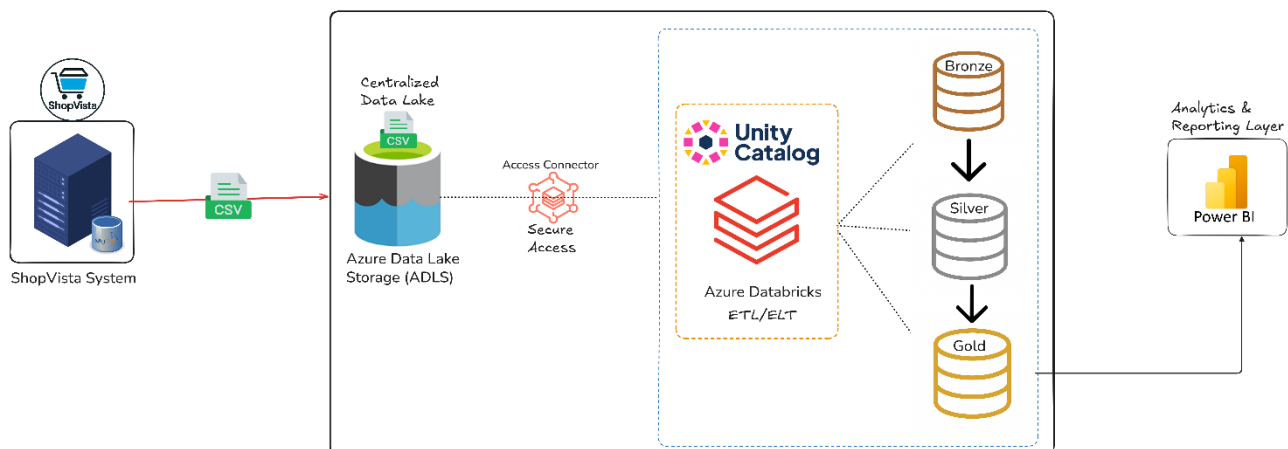 ShopVista
CSV
ShopVista System
Centralized
Data Lake
CSV
Azure Data Lake
Storage (ADLS)
Access Connector
Secure
Access
Unity
Catalog
Azure Databricks
ETL/ELT
Bronze
Silver
Gold
Analytics &
Reporting Layer
Power BI